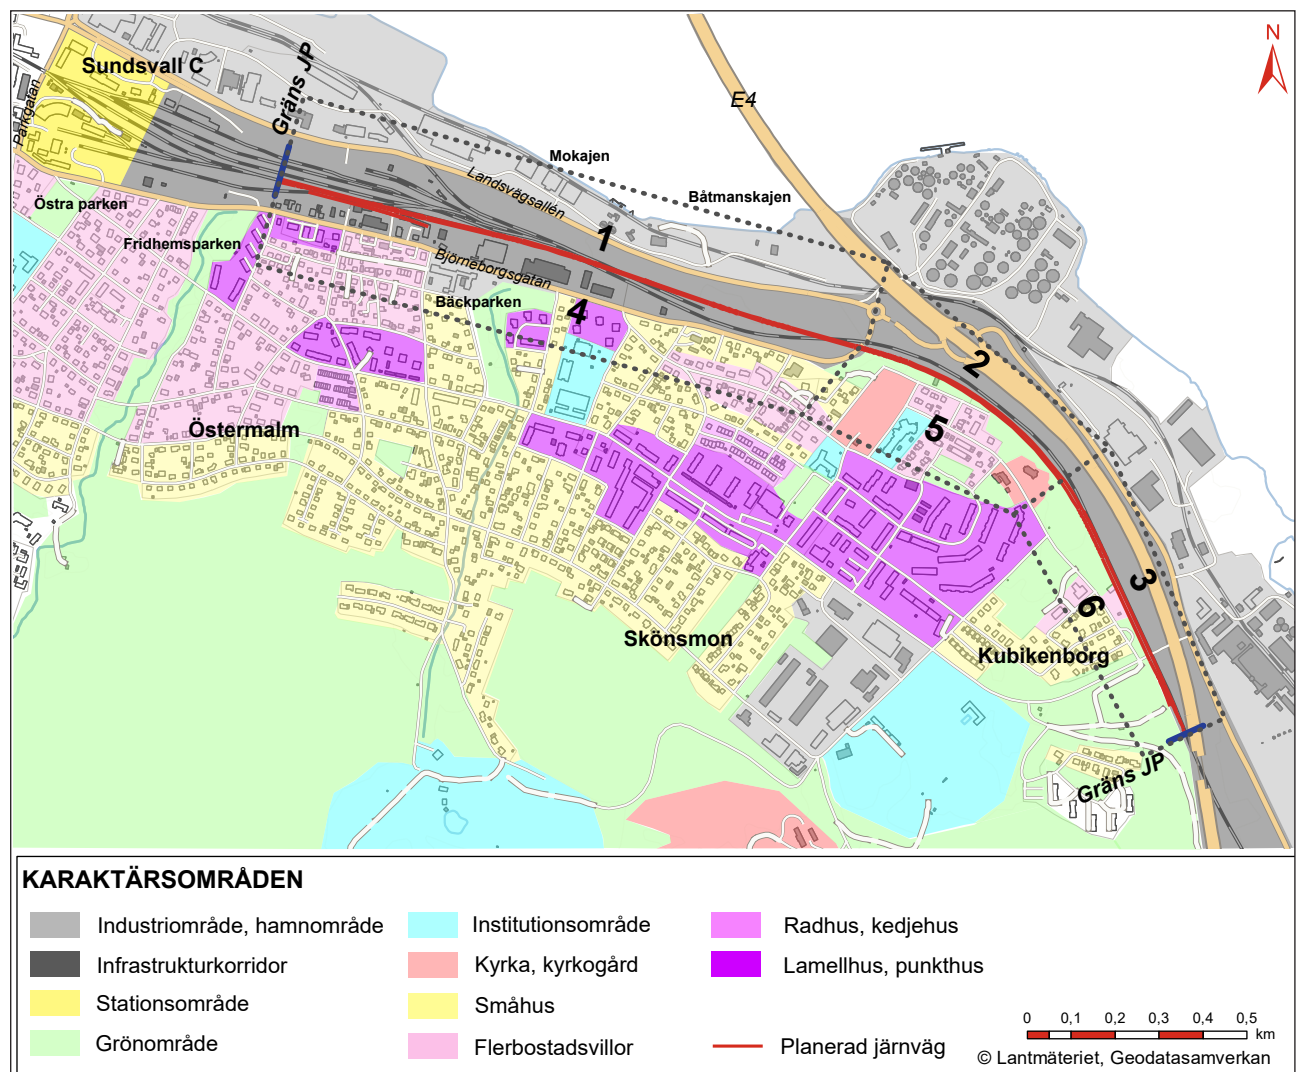 N
Sundsvall C
Parkgatan
Gräns JP
E4
Mokajen
Landsvägsallén
Båtmanskajen
Östra parken
Fridhemsparken
1
Björneborgsgatan
Bäckparken
4
2
5
Östermalm
3
6
Skönsmon
Kubikenborg
Gräns JP
KARAKTÄRSOMRÅDEN
Industriområde, hamnområde
Infrastrukturkorridor
Stationsområde
Grönområde
Institutionsområde
Kyrka, kyrkogård
Småhus
Flerbostadsvillor
Radhus, kedjehus
Lamellhus, punkthus
Planerad järnväg
0 0,1 0,2 0,3 0,4 0,5
km
© Lantmäteriet, Geodatasamverkan